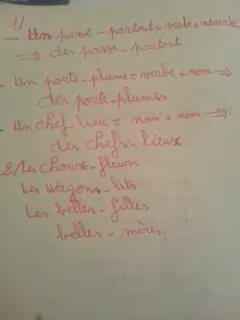 1/
- Un passe-partout = verbe + adverbe
⇒ des passe-partout
- Un porte-plume = verbe + nom ⇒
des porte-plumes
- Un chef lieu = nom + nom ⇒
des chefs-lieux
2/ Les choux-fleurs
Les wagons-lits
Les belles-filles
belles-mères.